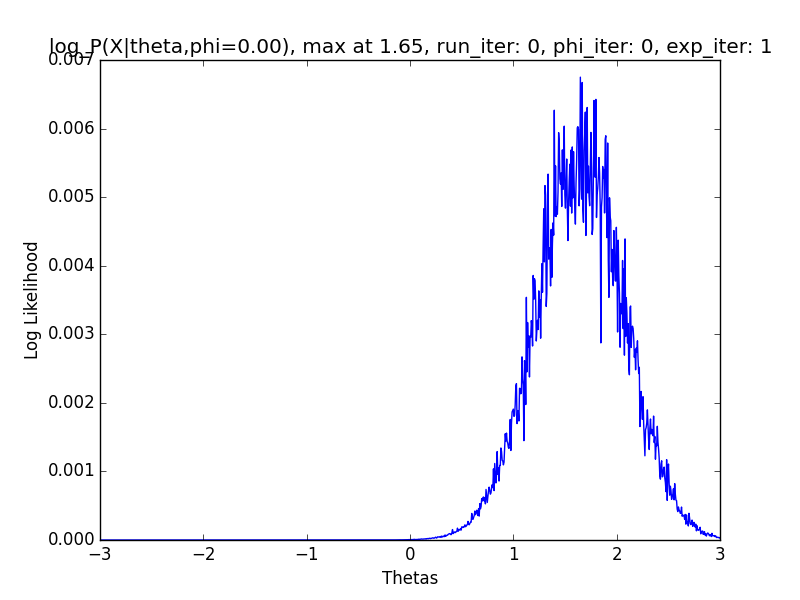 log_P(X|theta,phi=0.00), max at 1.65, run_iter: 0, phi_iter: 0, exp_iter: 1
0.007
0.006
0.005
0.004
0.003
0.002
0.001
0.000
Log Likelihood
−3 −2 −1 0 1 2 3
Thetas